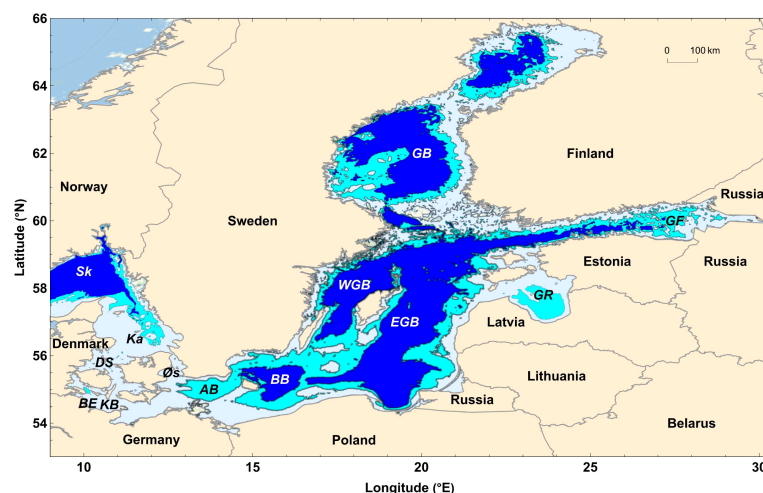 66
64
62
60
58
56
54
Latitude (°N)
0 100 km
GB
Finland
Norway
Russia
Sweden
GF
Sk
Estonia
Russia
WGB
GR
EGB
Latvia
Ka
Denmark
DS
Øs
Lithuania
BB
AB
BE KB
Russia
Belarus
Germany
Poland
10 15 20 25 30
Longitude (°E)